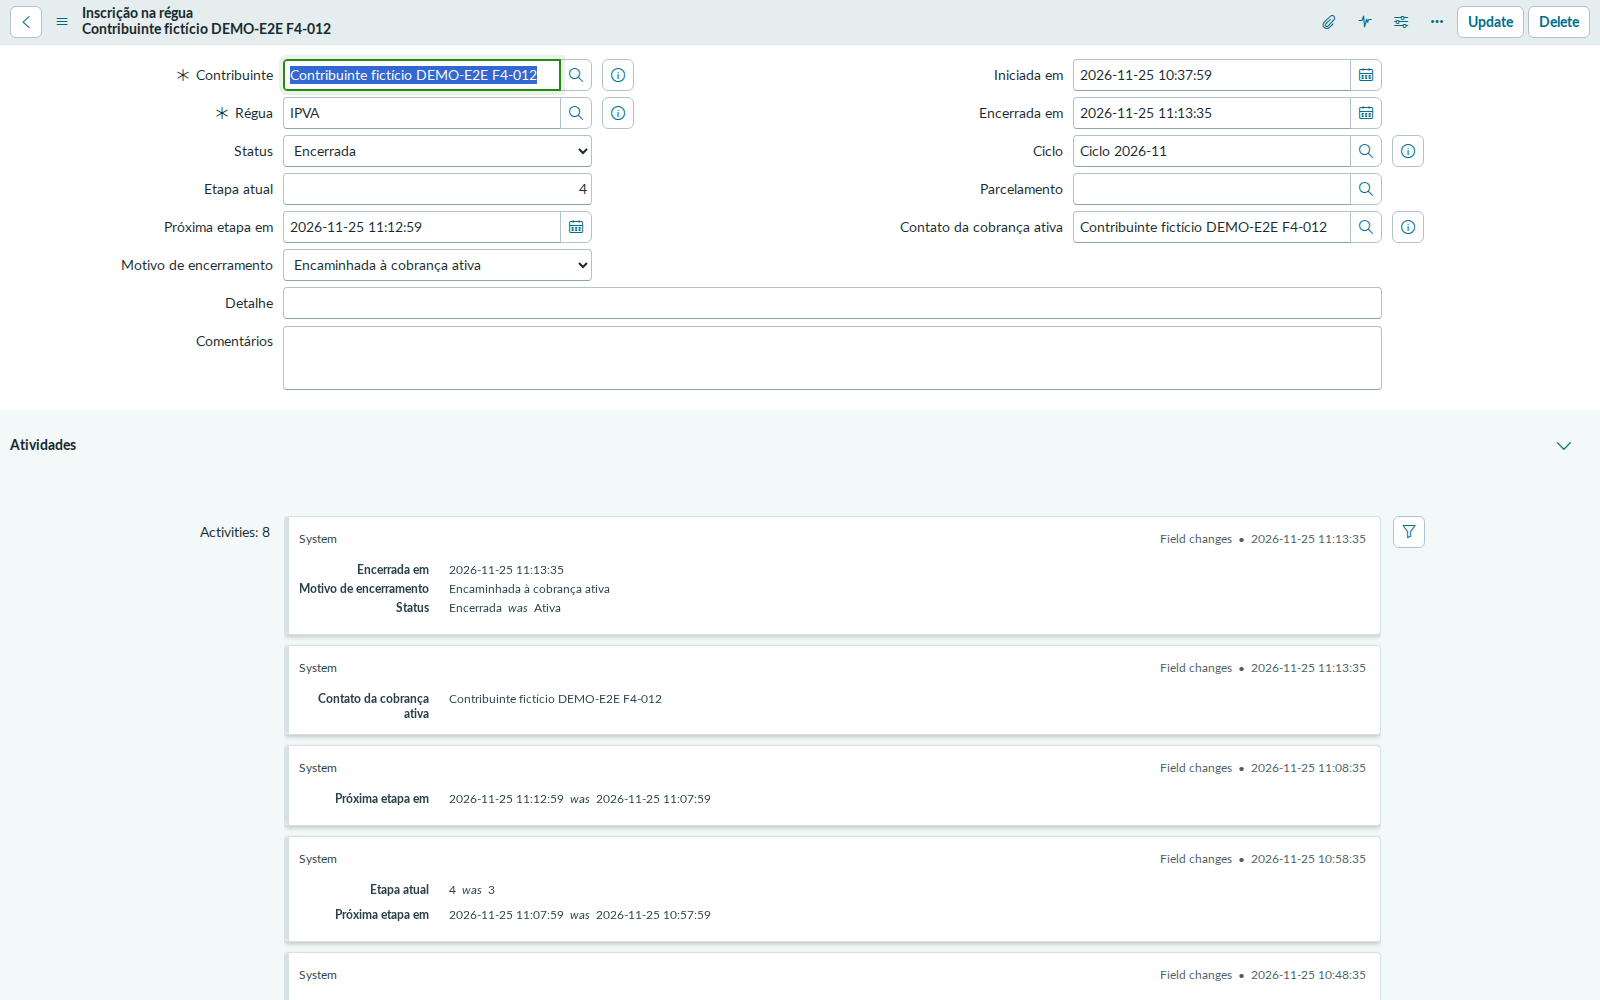 Inscrição na régua
Contribuinte fictício DEMO-E2E F4-012
Update
Delete
Contribuinte
Contribuinte fictício DEMO-E2E F4-012
Régua
IPVA
Status
Encerrada
Etapa atual
4
Próxima etapa em
2026-11-25 11:12:59
Motivo de encerramento
Encaminhada à cobrança ativa
Iniciada em
2026-11-25 10:37:59
Encerrada em
2026-11-25 11:13:35
Ciclo
Ciclo 2026-11
Parcelamento
Contato da cobrança ativa
Contribuinte fictício DEMO-E2E F4-012
Detalhe
Comentários
Atividades
Activities: 8
System
Field changes • 2026-11-25 11:13:35
Encerrada em 2026-11-25 11:13:35
Motivo de encerramento Encaminhada à cobrança ativa
Status Encerrada was Ativa
System
Field changes • 2026-11-25 11:13:35
Contato da cobrança ativa
Contribuinte fictício DEMO-E2E F4-012
System
Field changes • 2026-11-25 11:08:35
Próxima etapa em 2026-11-25 11:12:59 was 2026-11-25 11:07:59
System
Field changes • 2026-11-25 10:58:35
Etapa atual 4 was 3
Próxima etapa em 2026-11-25 11:07:59 was 2026-11-25 10:57:59
System
Field changes • 2026-11-25 10:48:35